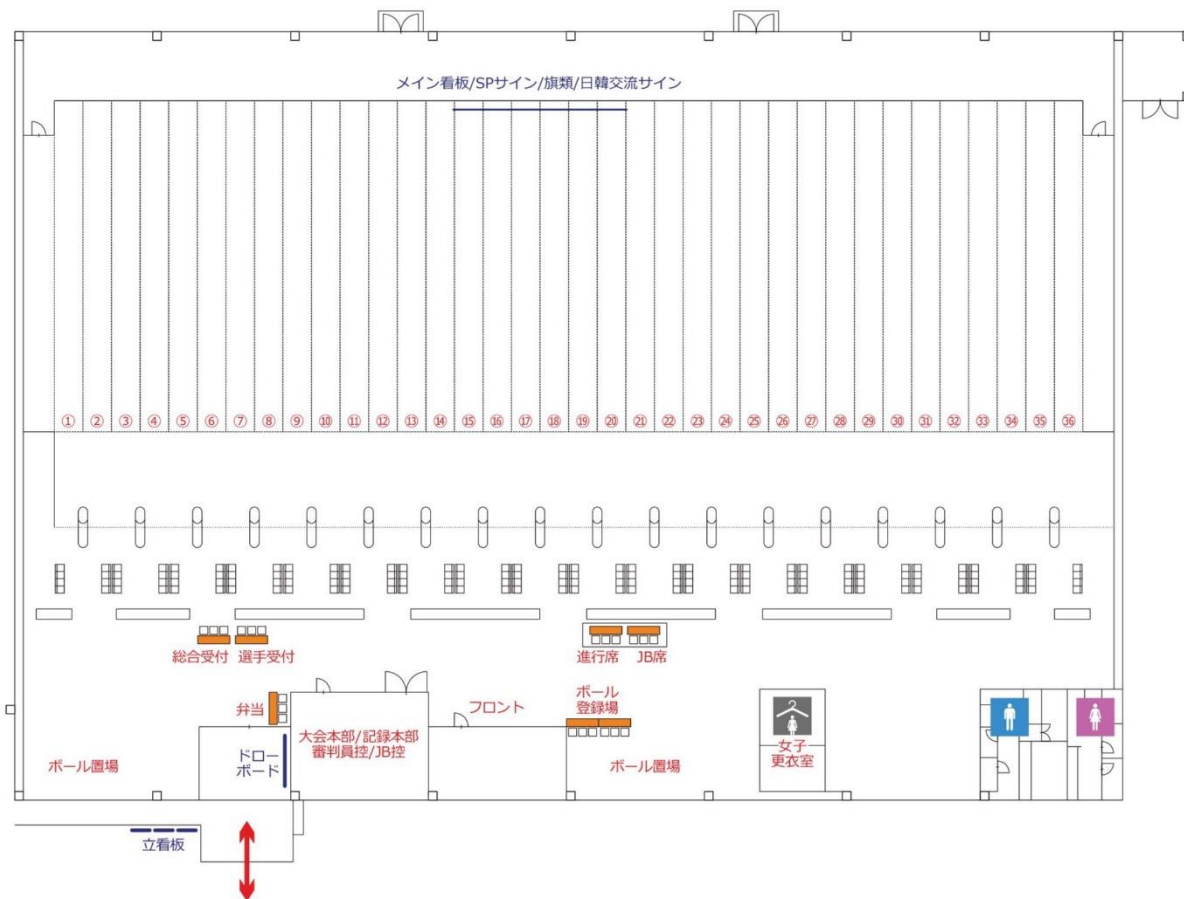 メイン看板/SPサイン/旗類/日韓交流サイン
① ② ③ ④ ⑤ ⑥ ⑦ ⑧ ⑨ ⑩ ⑪ ⑫ ⑬ ⑭ ⑮ ⑯ ⑰ ⑱ ⑲ ⑳ ㉑ ㉒ ㉓ ㉔ ㉕ ㉖ ㉗ ㉘ ㉙ ㉚ ㉛ ㉜ ㉝ ㉞ ㉟ ㊱
総合受付 選手受付
進行席 JB席
弁当
フロント
ボール
登録場
大会本部/記録本部
審判員控/JB控
ドロー
ボード
ボール置場
ボール置場
女子
更衣室
立看板